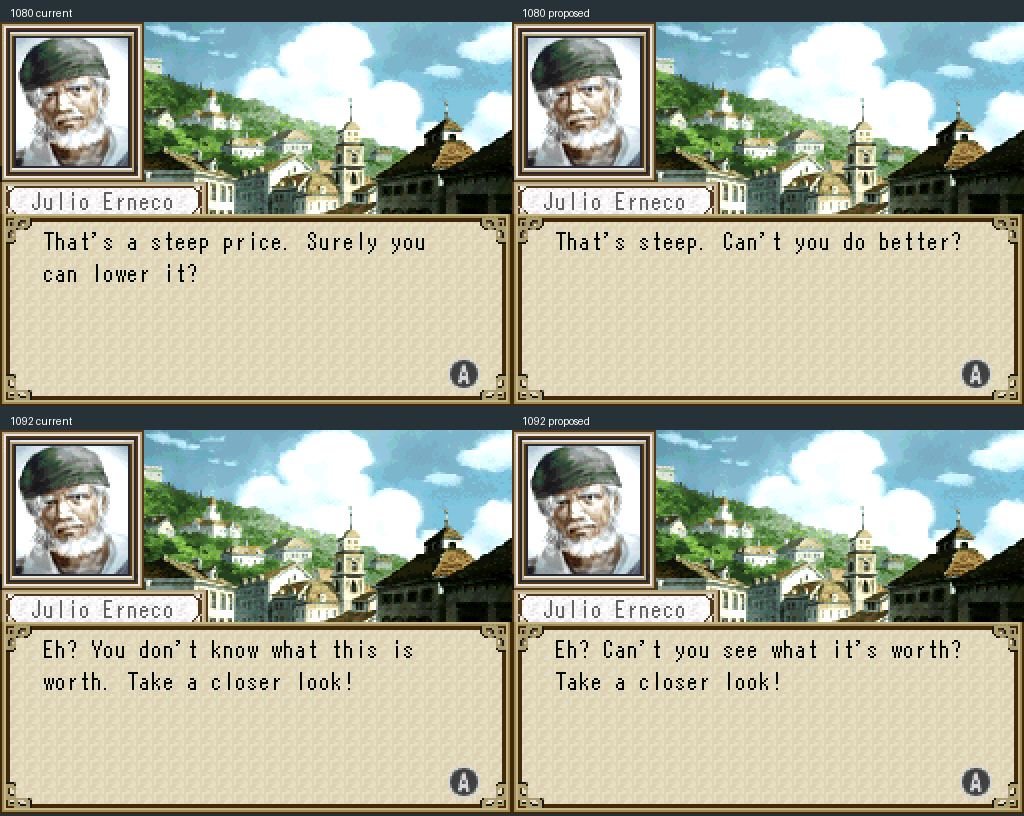 1080 current
Julio Erneco
That's a steep price. Surely you
can lower it?
A
1080 proposed
Julio Erneco
That's steep. Can't you do better?
A
1092 current
Julio Erneco
Eh? You don't know what this is
worth. Take a closer look!
A
1092 proposed
Julio Erneco
Eh? Can't you see what it's worth?
Take a closer look!
A